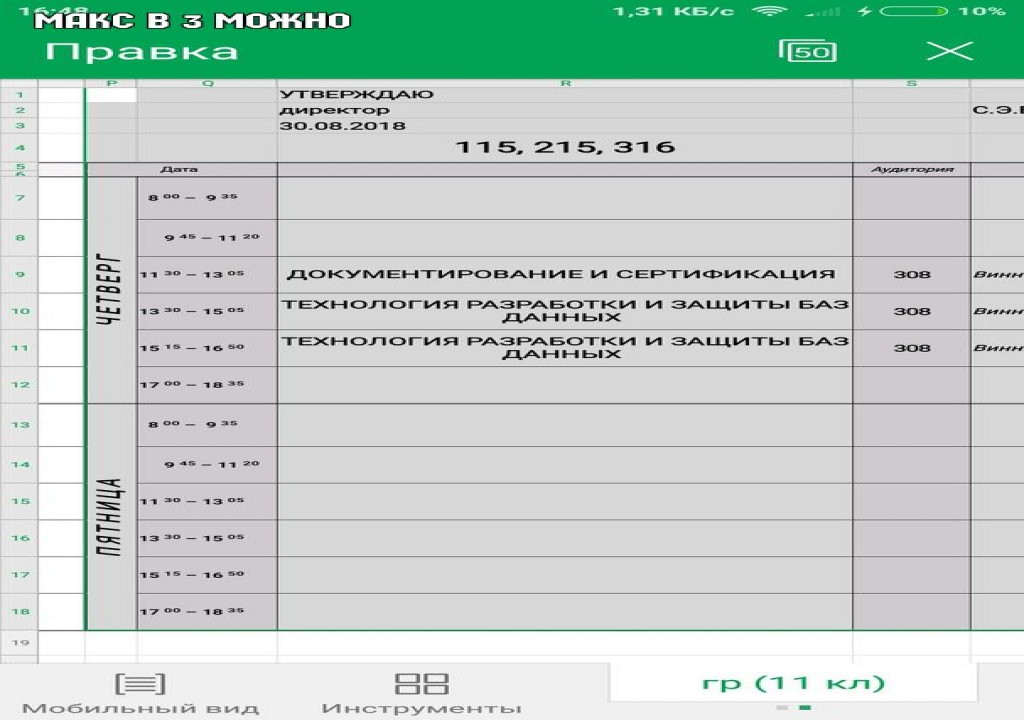 16:48
МАКС В 3 МОЖНО
1,31 КБ/с 10%
Правка
50
P Q R S
1 УТВЕРЖДАЮ
2 директор С.Э.
3 30.08.2018
4 115, 215, 316
5 Дата Аудитория
6
ЧЕТВЕРГ
7 8 00 – 9 35
8 9 45 – 11 20
9 11 30 – 13 05 ДОКУМЕНТИРОВАНИЕ И СЕРТИФИКАЦИЯ 308 Винн
10 13 30 – 15 05 ТЕХНОЛОГИЯ РАЗРАБОТКИ И ЗАЩИТЫ БАЗ
ДАННЫХ 308 Винн
11 15 15 – 16 50 ТЕХНОЛОГИЯ РАЗРАБОТКИ И ЗАЩИТЫ БАЗ
ДАННЫХ 308 Винн
12 17 00 – 18 35
ПЯТНИЦА
13 8 00 – 9 35
14 9 45 – 11 20
15 11 30 – 13 05
16 13 30 – 15 05
17 15 15 – 16 50
18 17 00 – 18 35
19
Мобильный вид Инструменты гр (11 кл)